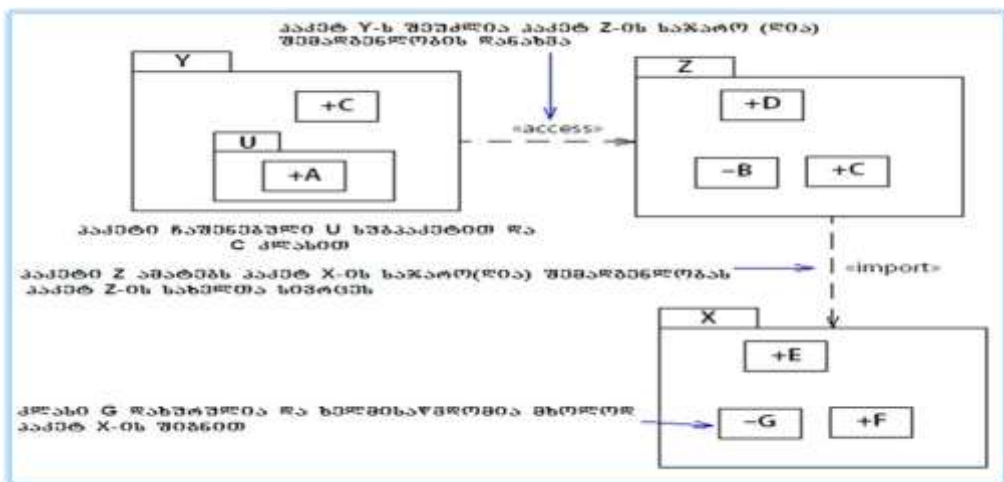 პაკეტ Y-ს შეუძლია პაკეტ Z-ის საჯარო (ღია)
შემადგენლობის დანახვა
Y
Z
+C
+D
«access»
U
+A
−B
+C
პაკეტი ჩაშენებული U სუბპაკეტით და
C კლასით
პაკეტი Z ამატებს პაკეტ X-ის საჯარო(ღია) შემადგენლობას
პაკეტ Z-ის სახელთა სივრცეს
«import»
X
+E
კლასი G დახურულია და ხელმისაწვდომია მხოლოდ
პაკეტ X-ის შიგნით
−G
+F